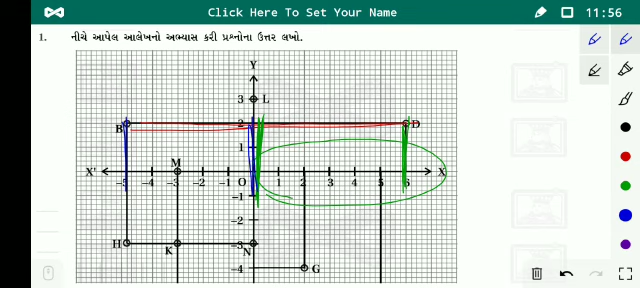 Click Here To Set Your Name
11:56
1. નીચે આપેલ આલેખનો અભ્યાસ કરી પ્રશ્નોના ઉત્તર લખો.
Y
3 L
B 2 D
1
M
X' -5 -4 -3 -2 -1 O 1 2 3 4 5 6 X
-1
-2
H K -3 N
-4 G